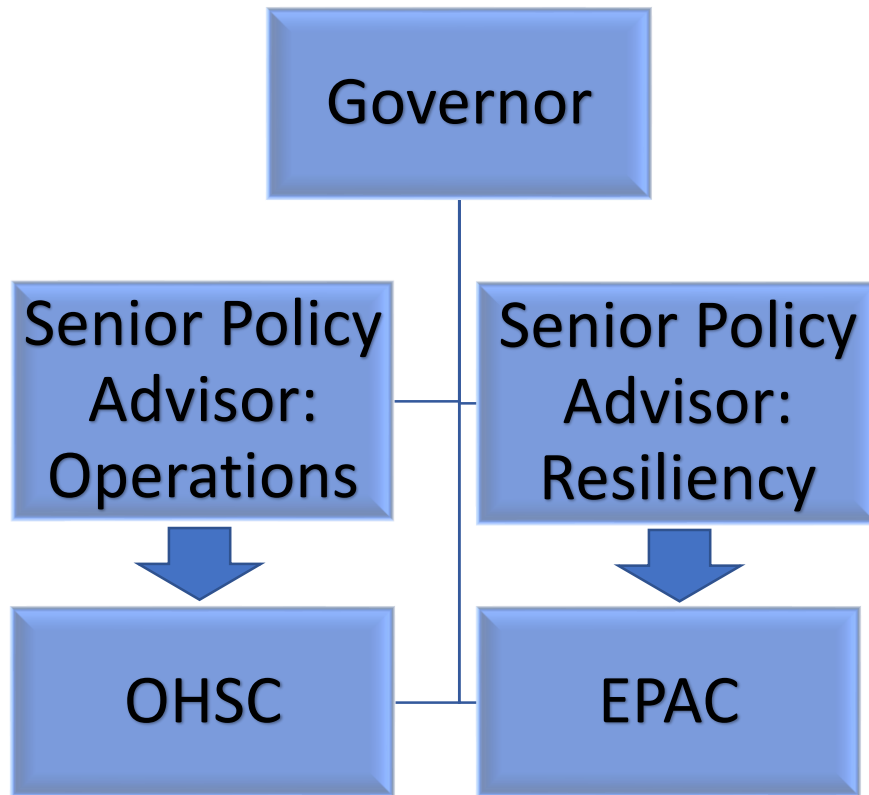 Governor
Senior Policy
Advisor:
Operations
Senior Policy
Advisor:
Resiliency
OHSC
EPAC